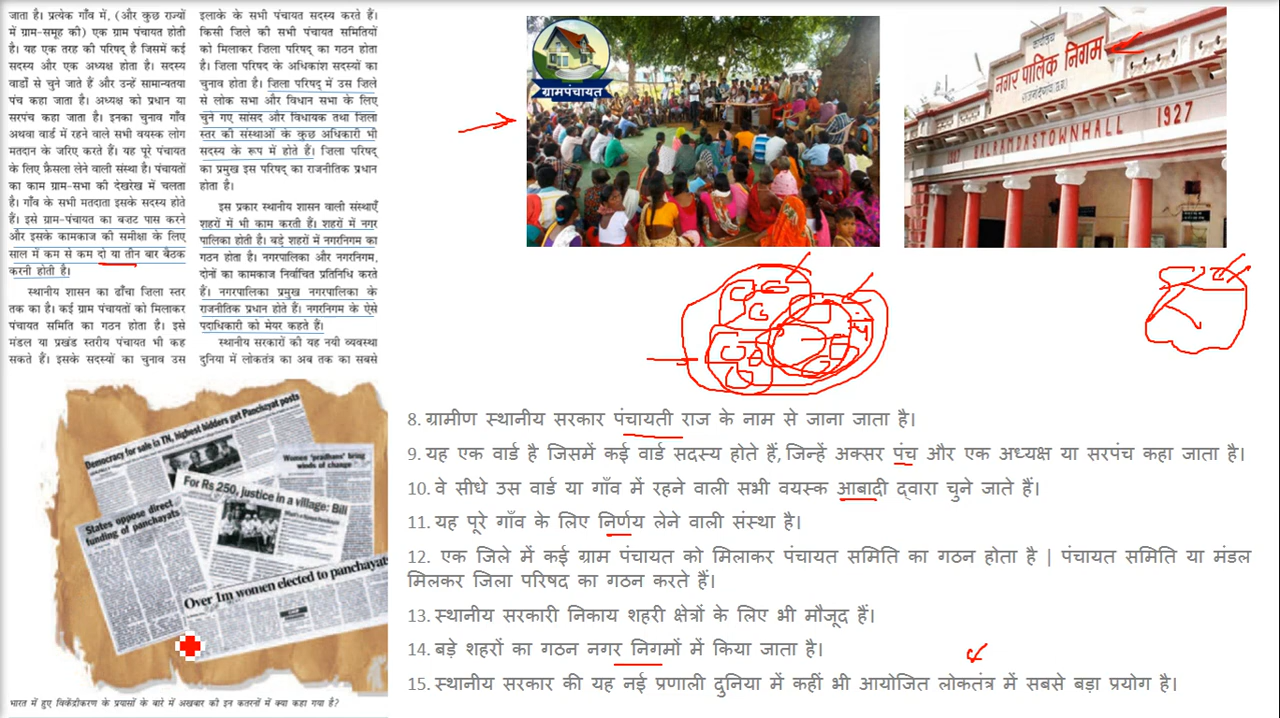 जाता है। प्रत्येक गाँव में, (और कुछ राज्यों
में ग्राम-समूह की) एक ग्राम पंचायत होती
है। यह एक तरह की परिषद् है जिसमें कई
सदस्य और एक अध्यक्ष होता है। सदस्य
वार्डों से चुने जाते हैं और उन्हें सामान्यतया
पंच कहा जाता है। अध्यक्ष को प्रधान या
सरपंच कहा जाता है। इनका चुनाव गाँव
अथवा वार्ड में रहने वाले सभी वयस्क लोग
मतदान के जरिए करते हैं। यह पूरे पंचायत
के लिए फ़ैसला लेने वाली संस्था है। पंचायतों
का काम ग्राम-सभा की देखरेख में चलता
है। गाँव के सभी मतदाता इसके सदस्य होते
हैं। इसे ग्राम-पंचायत का बजट पास करने
और इसके कामकाज की समीक्षा के लिए
साल में कम से कम दो या तीन बार बैठक
करनी होती है।
स्थानीय शासन का ढाँचा जिला स्तर
तक का है। कई ग्राम पंचायतों को मिलाकर
पंचायत समिति का गठन होता है। इसे
मंडल या प्रखंड स्तरीय पंचायत भी कह
सकते हैं। इसके सदस्यों का चुनाव उस
इलाके के सभी पंचायत सदस्य करते हैं।
किसी जिले की सभी पंचायत समितियों
को मिलाकर जिला परिषद् का गठन होता
है। जिला परिषद के अधिकांश सदस्यों का
चुनाव होता है। जिला परिषद में उस जिले
से लोक सभा और विधान सभा के लिए
चुने गए सांसद और विधायक तथा जिला
स्तर की संस्थाओं के कुछ अधिकारी भी
सदस्य के रूप में होते हैं। जिला परिषद्
का प्रमुख इस परिषद् का राजनीतिक प्रधान
होता है।
इस प्रकार स्थानीय शासन वाली संस्थाएँ
शहरों में भी काम करती हैं। शहरों में नगर
पालिका होती है। बड़े शहरों में नगरनिगम का
गठन होता है। नगरपालिका और नगरनिगम,
दोनों का कामकाज निर्वाचित प्रतिनिधि करते
हैं। नगरपालिका प्रमुख नगरपालिका के
राजनीतिक प्रधान होते हैं। नगरनिगम के ऐसे
पदाधिकारी को मेयर कहते हैं।
स्थानीय सरकारों की यह नयी व्यवस्था
दुनिया में लोकतंत्र का अब तक का सबसे
ग्रामपंचायत
कार्यालय
नगर पालिक निगम
राजनांदगाँव (छ.ग.)
LALRAMDASTOWNHALL 1927
Democracy for sale in TN, highest bidders get Panchayat posts
Women 'pradhans' bring
winds of change
For Rs 250, justice in a village: Bill
States oppose direct
funding of panchayats
Over 1m women elected to panchayats
भारत में हुए विकेंद्रीकरण के प्रयासों के बारे में अखबार की इन कतरनों में क्या कहा गया है?
8. ग्रामीण स्थानीय सरकार पंचायती राज के नाम से जाना जाता है।
9. यह एक वार्ड है जिसमें कई वार्ड सदस्य होते हैं, जिन्हें अक्सर पंच और एक अध्यक्ष या सरपंच कहा जाता है।
10. वे सीधे उस वार्ड या गाँव में रहने वाली सभी वयस्क आबादी द्वारा चुने जाते हैं।
11. यह पूरे गाँव के लिए निर्णय लेने वाली संस्था है।
12. एक जिले में कई ग्राम पंचायत को मिलाकर पंचायत समिति का गठन होता है | पंचायत समिति या मंडल
मिलकर जिला परिषद का गठन करते हैं।
13. स्थानीय सरकारी निकाय शहरी क्षेत्रों के लिए भी मौजूद हैं।
14. बड़े शहरों का गठन नगर निगमों में किया जाता है।
15. स्थानीय सरकार की यह नई प्रणाली दुनिया में कहीं भी आयोजित लोकतंत्र में सबसे बड़ा प्रयोग है।